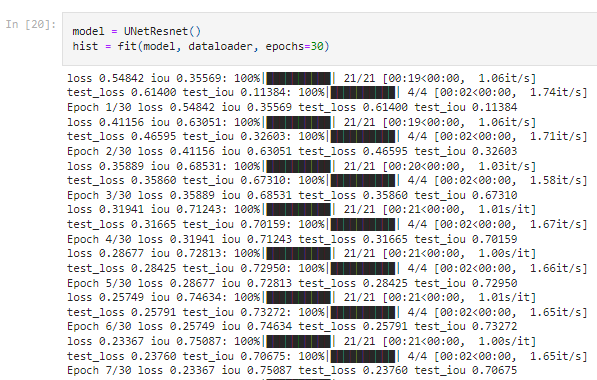 In [20]:
model = UNetResnet()
hist = fit(model, dataloader, epochs=30)
loss 0.54842 iou 0.35569: 100%|██████████| 21/21 [00:19<00:00,  1.06it/s]
test_loss 0.61400 test_iou 0.11384: 100%|██████████| 4/4 [00:02<00:00,  1.74it/s]
Epoch 1/30 loss 0.54842 iou 0.35569 test_loss 0.61400 test_iou 0.11384
loss 0.41156 iou 0.63051: 100%|██████████| 21/21 [00:19<00:00,  1.06it/s]
test_loss 0.46595 test_iou 0.32603: 100%|██████████| 4/4 [00:02<00:00,  1.71it/s]
Epoch 2/30 loss 0.41156 iou 0.63051 test_loss 0.46595 test_iou 0.32603
loss 0.35889 iou 0.68531: 100%|██████████| 21/21 [00:20<00:00,  1.03it/s]
test_loss 0.35860 test_iou 0.67310: 100%|██████████| 4/4 [00:02<00:00,  1.58it/s]
Epoch 3/30 loss 0.35889 iou 0.68531 test_loss 0.35860 test_iou 0.67310
loss 0.31941 iou 0.71243: 100%|██████████| 21/21 [00:21<00:00,  1.01s/it]
test_loss 0.31665 test_iou 0.70159: 100%|██████████| 4/4 [00:02<00:00,  1.67it/s]
Epoch 4/30 loss 0.31941 iou 0.71243 test_loss 0.31665 test_iou 0.70159
loss 0.28677 iou 0.72813: 100%|██████████| 21/21 [00:21<00:00,  1.00s/it]
test_loss 0.28425 test_iou 0.72950: 100%|██████████| 4/4 [00:02<00:00,  1.66it/s]
Epoch 5/30 loss 0.28677 iou 0.72813 test_loss 0.28425 test_iou 0.72950
loss 0.25749 iou 0.74634: 100%|██████████| 21/21 [00:21<00:00,  1.01s/it]
test_loss 0.25791 test_iou 0.73272: 100%|██████████| 4/4 [00:02<00:00,  1.65it/s]
Epoch 6/30 loss 0.25749 iou 0.74634 test_loss 0.25791 test_iou 0.73272
loss 0.23367 iou 0.75087: 100%|██████████| 21/21 [00:21<00:00,  1.00s/it]
test_loss 0.23760 test_iou 0.70675: 100%|██████████| 4/4 [00:02<00:00,  1.65it/s]
Epoch 7/30 loss 0.23367 iou 0.75087 test_loss 0.23760 test_iou 0.70675